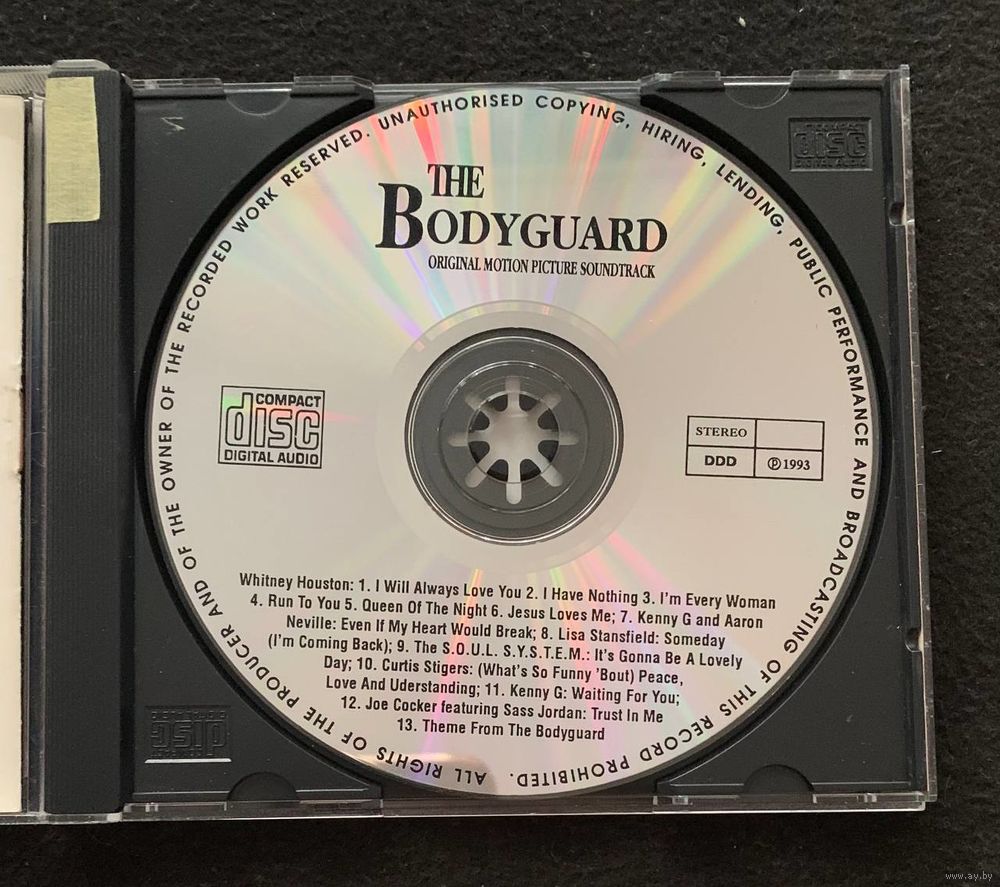 UNAUTHORISED COPYING, HIRING, LENDING, PUBLIC PERFORMANCE AND BROADCASTING OF THIS RECORD PROHIBITED.
ALL RIGHTS OF THE PRODUCER AND OF THE OWNER OF THE RECORDED WORK RESERVED.
THE
BODYGUARD
ORIGINAL MOTION PICTURE SOUNDTRACK
COMPACT
disc
DIGITAL AUDIO
STEREO
DDD
℗ 1993
Whitney Houston: 1. I Will Always Love You 2. I Have Nothing 3. I'm Every Woman
4. Run To You 5. Queen Of The Night 6. Jesus Loves Me; 7. Kenny G and Aaron
Neville: Even If My Heart Would Break; 8. Lisa Stansfield: Someday
(I'm Coming Back); 9. The S.O.U.L. S.Y.S.T.E.M.: It's Gonna Be A Lovely
Day; 10. Curtis Stigers: (What's So Funny 'Bout) Peace,
Love And Uderstanding; 11. Kenny G: Waiting For You;
12. Joe Cocker featuring Sass Jordan: Trust In Me
13. Theme From The Bodyguard
disc
disc
www.ay.by